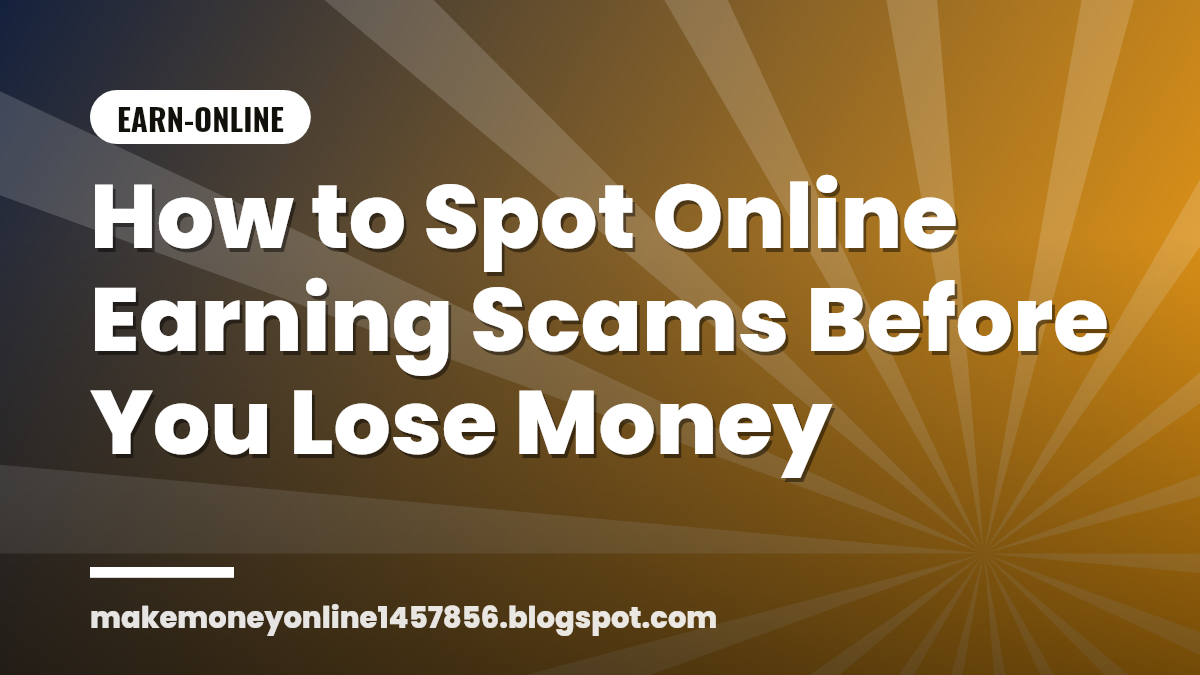 EARN-ONLINE
How to Spot Online
Earning Scams Before
You Lose Money
makemoneyonline1457856.blogspot.com